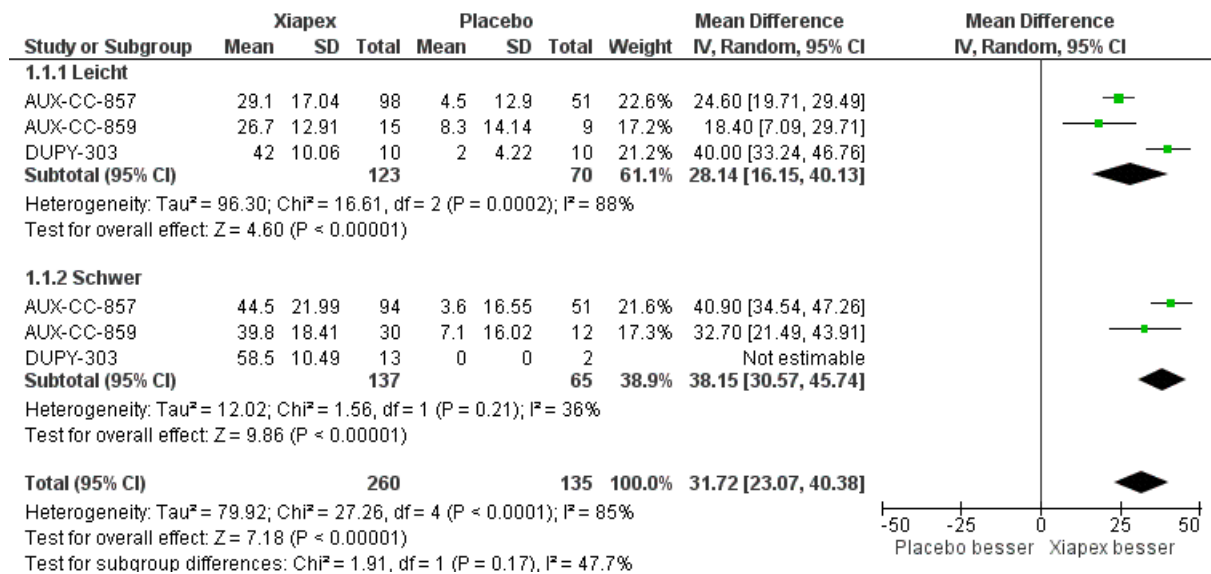 Xiapex Placebo Mean Difference Mean Difference
Study or Subgroup Mean SD Total Mean SD Total Weight IV, Random, 95% CI IV, Random, 95% CI
1.1.1 Leicht
AUX-CC-857 29.1 17.04 98 4.5 12.9 51 22.6% 24.60 [19.71, 29.49]
AUX-CC-859 26.7 12.91 15 8.3 14.14 9 17.2% 18.40 [7.09, 29.71]
DUPY-303 42 10.06 10 2 4.22 10 21.2% 40.00 [33.24, 46.76]
Subtotal (95% CI) 123 70 61.1% 28.14 [16.15, 40.13]
Heterogeneity: Tau² = 96.30; Chi² = 16.61, df = 2 (P = 0.0002); I² = 88%
Test for overall effect: Z = 4.60 (P < 0.00001)
1.1.2 Schwer
AUX-CC-857 44.5 21.99 94 3.6 16.55 51 21.6% 40.90 [34.54, 47.26]
AUX-CC-859 39.8 18.41 30 7.1 16.02 12 17.3% 32.70 [21.49, 43.91]
DUPY-303 58.5 10.49 13 0 0 2 Not estimable
Subtotal (95% CI) 137 65 38.9% 38.15 [30.57, 45.74]
Heterogeneity: Tau² = 12.02; Chi² = 1.56, df = 1 (P = 0.21); I² = 36%
Test for overall effect: Z = 9.86 (P < 0.00001)
Total (95% CI) 260 135 100.0% 31.72 [23.07, 40.38]
Heterogeneity: Tau² = 79.92; Chi² = 27.26, df = 4 (P < 0.0001); I² = 85%
Test for overall effect: Z = 7.18 (P < 0.00001)
Test for subgroup differences: Chi² = 1.91, df = 1 (P = 0.17), I² = 47.7%
-50 -25 0 25 50
Placebo besser Xiapex besser